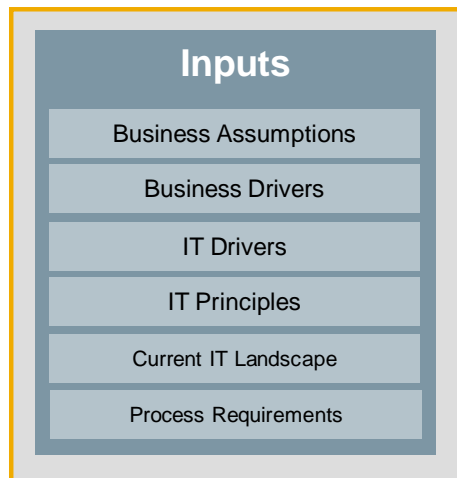 Inputs
Business Assumptions
Business Drivers
IT Drivers
IT Principles
Current IT Landscape
Process Requirements